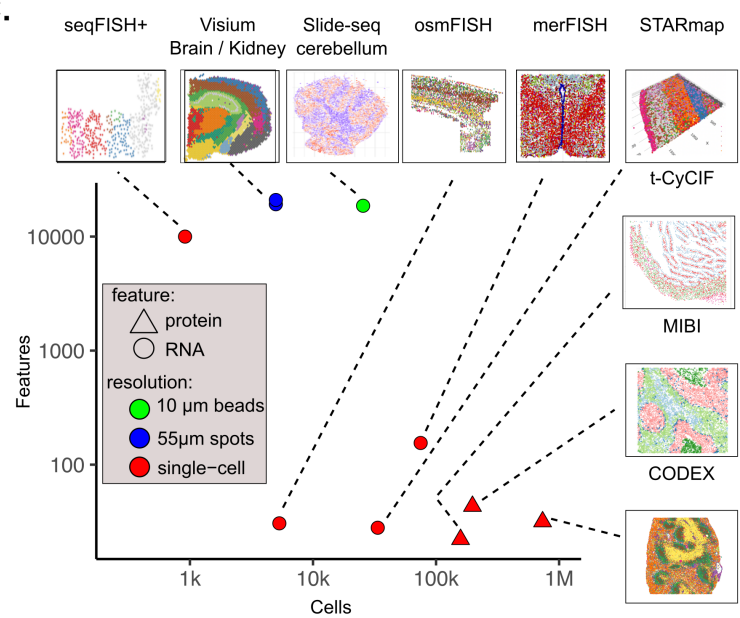 seqFISH+
Visium
Brain / Kidney
Slide-seq
cerebellum
osmFISH
merFISH
STARmap
t-CyCIF
MIBI
CODEX
Features
10000
1000
100
feature:
protein
RNA
resolution:
10 µm beads
55µm spots
single−cell
1k
10k
100k
1M
Cells